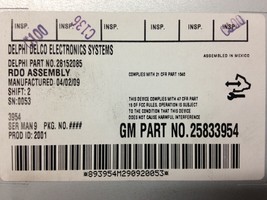 INSP. INSP. INSP. INSP.
DELPHI DELCO ELECTRONICS SYSTEMS
ASSEMBLED IN MEXICO
DELPHI PART NO. 28152085
RDO ASSEMBLY
COMPLIES WITH 21 CFR PART 1040
MANUFACTURED: 04/02/09
SHIFT: 2
SN:0053
THIS DEVICE COMPLIES WITH 47 CFR PART
15 OF FCC RULES, OPERATION IS SUBJECT
TO THE CONDITION THAT THIS DEVICE
DOES NOT CAUSE HARMFUL INTERFERENCE
3954
SER MAN 9 PKG. NO. ####
PROD ID: 2001
GM PART NO.25833954
*893954M290920053*